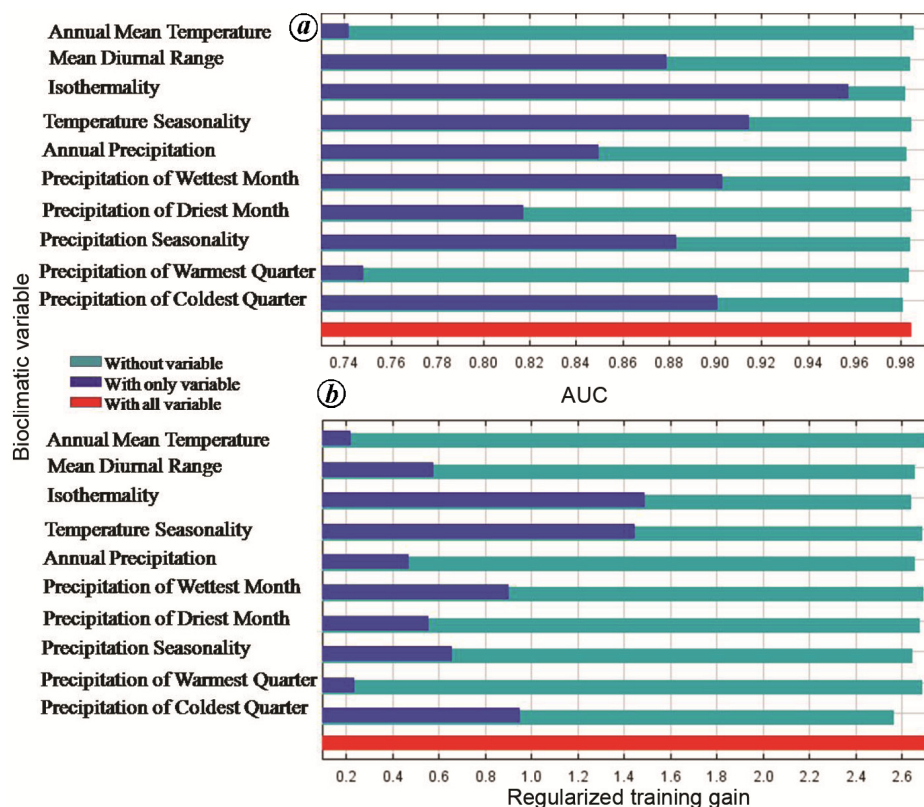 a
Annual Mean Temperature
Mean Diurnal Range
Isothermality
Temperature Seasonality
Annual Precipitation
Precipitation of Wettest Month
Precipitation of Driest Month
Precipitation Seasonality
Precipitation of Warmest Quarter
Precipitation of Coldest Quarter
0.74 0.76 0.78 0.80 0.82 0.84 0.86 0.88 0.90 0.92 0.94 0.96 0.98
AUC
Bioclimatic variable
Without variable
With only variable
With all variable
b
Annual Mean Temperature
Mean Diurnal Range
Isothermality
Temperature Seasonality
Annual Precipitation
Precipitation of Wettest Month
Precipitation of Driest Month
Precipitation Seasonality
Precipitation of Warmest Quarter
Precipitation of Coldest Quarter
0.2 0.4 0.6 0.8 1.0 1.2 1.4 1.6 1.8 2.0 2.2 2.4 2.6
Regularized training gain